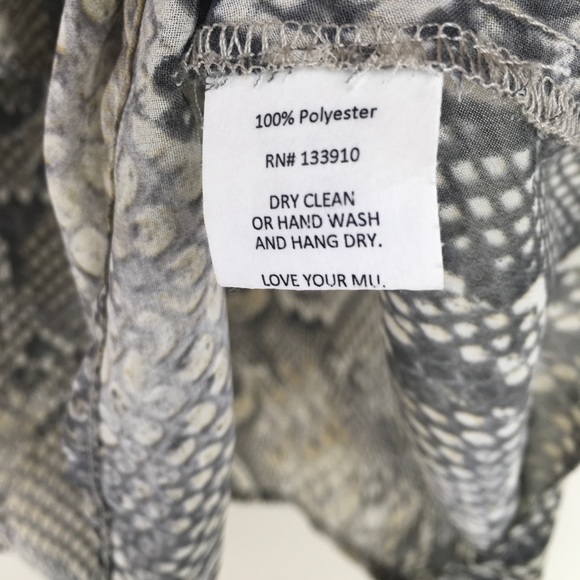 100% Polyester
RN# 133910
DRY CLEAN
OR HAND WASH
AND HANG DRY.
LOVE YOUR MU.